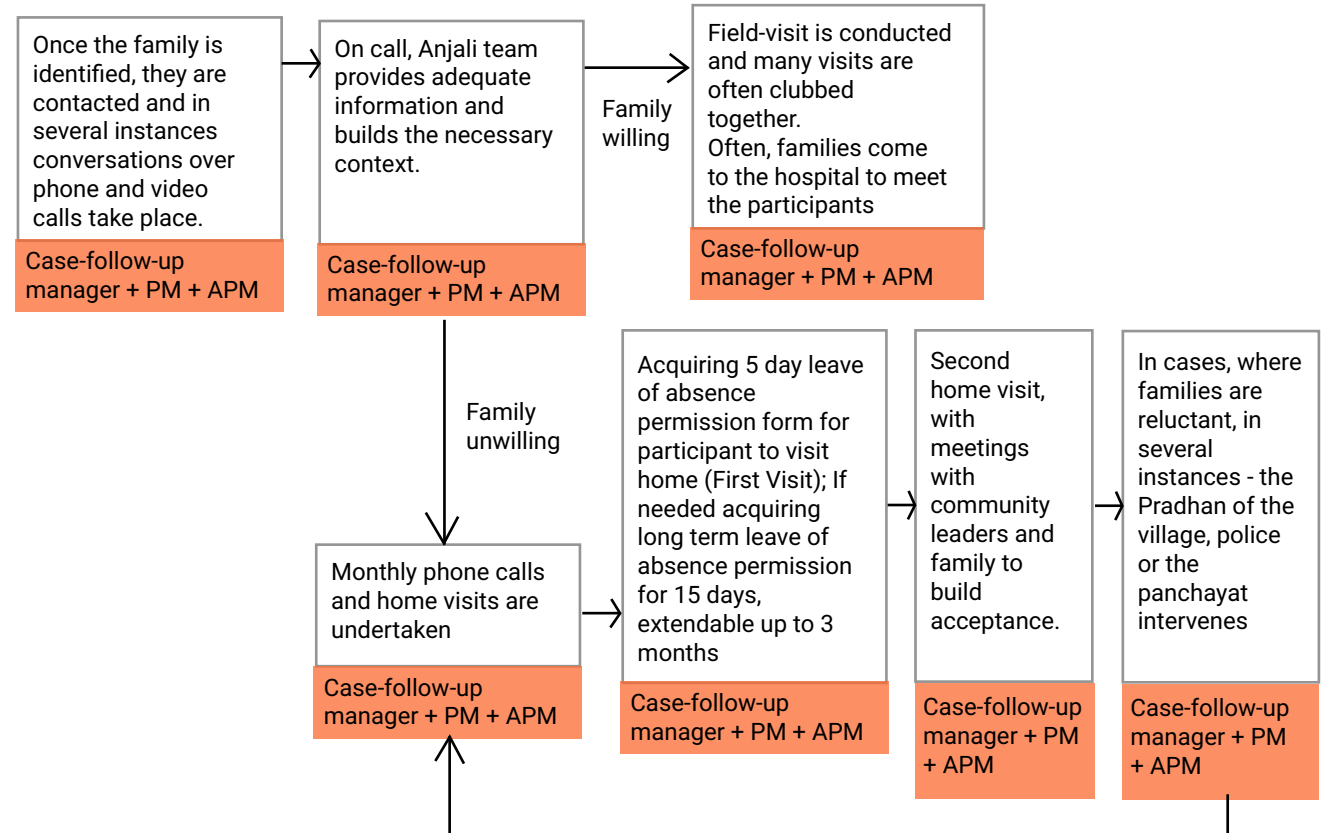 Once the family is
identified, they are
contacted and in
several instances
conversations over
phone and video
calls take place.
Case-follow-up
manager + PM + APM
On call, Anjali team
provides adequate
information and
builds the necessary
context.
Case-follow-up
manager + PM + APM
Family
willing
Field-visit is conducted
and many visits are
often clubbed
together.
Often, families come
to the hospital to meet
the participants
Case-follow-up
manager + PM + APM
Family
unwilling
Monthly phone calls
and home visits are
undertaken
Case-follow-up
manager + PM + APM
Acquiring 5 day leave
of absence
permission form for
participant to visit
home (First Visit); If
needed acquiring
long term leave of
absence permission
for 15 days,
extendable up to 3
months
Case-follow-up
manager + PM + APM
Second
home visit,
with
meetings
with
community
leaders and
family to
build
acceptance.
Case-follow-up
manager + PM
+ APM
In cases, where
families are
reluctant, in
several
instances - the
Pradhan of the
village, police
or the
panchayat
intervenes
Case-follow-up
manager + PM
+ APM